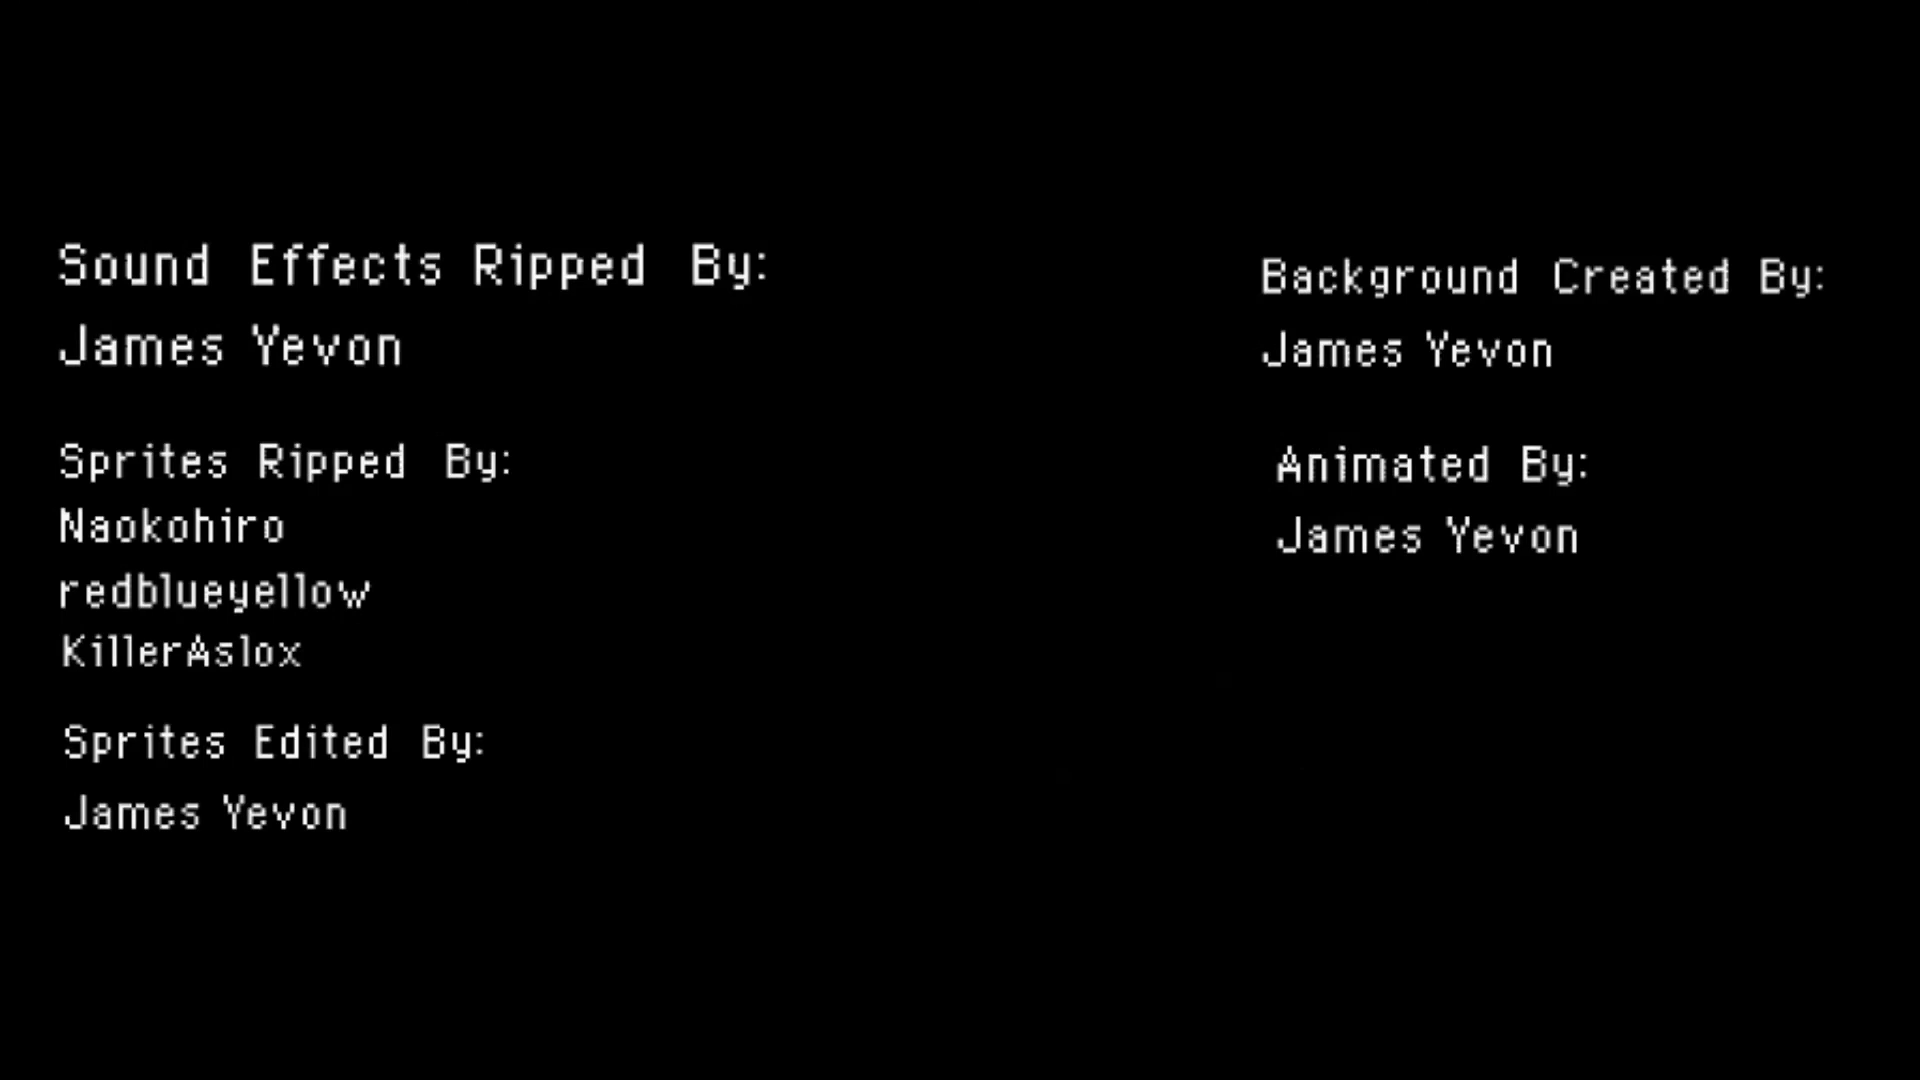 Sound Effects Ripped By:
James Yevon
Sprites Ripped By:
Naokohiro
redblueyellow
KillerAslox
Sprites Edited By:
James Yevon
Background Created By:
James Yevon
Animated By:
James Yevon